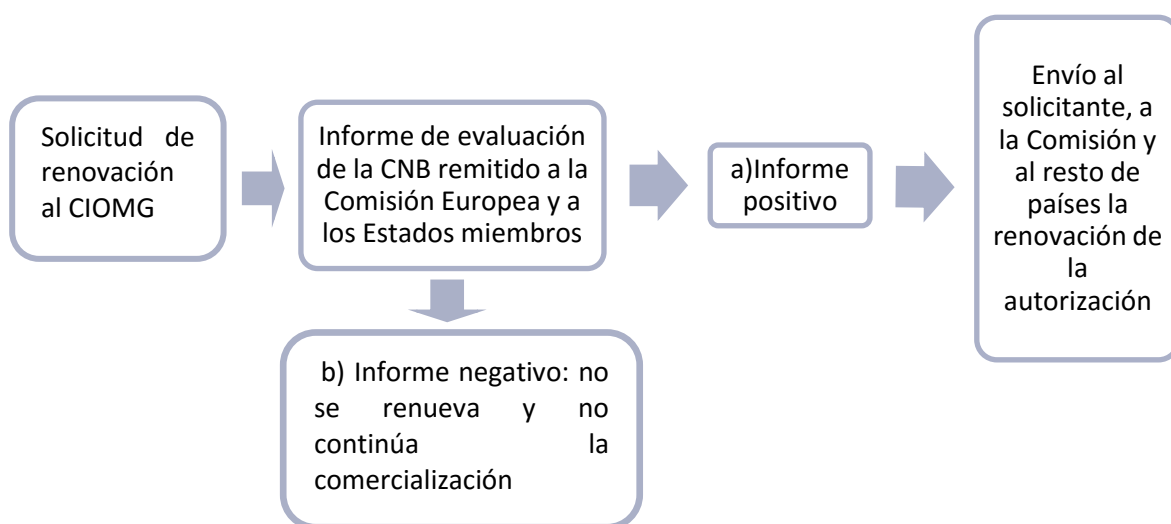 Solicitud de
renovación
al CIOMG
Informe de evaluación
de la CNB remitido a la
Comisión Europea y a
los Estados miembros
a)Informe
positivo
Envío al
solicitante, a
la Comisión y
al resto de
países la
renovación de
la
autorización
b) Informe negativo: no
se renueva y no
continúa la
comercialización